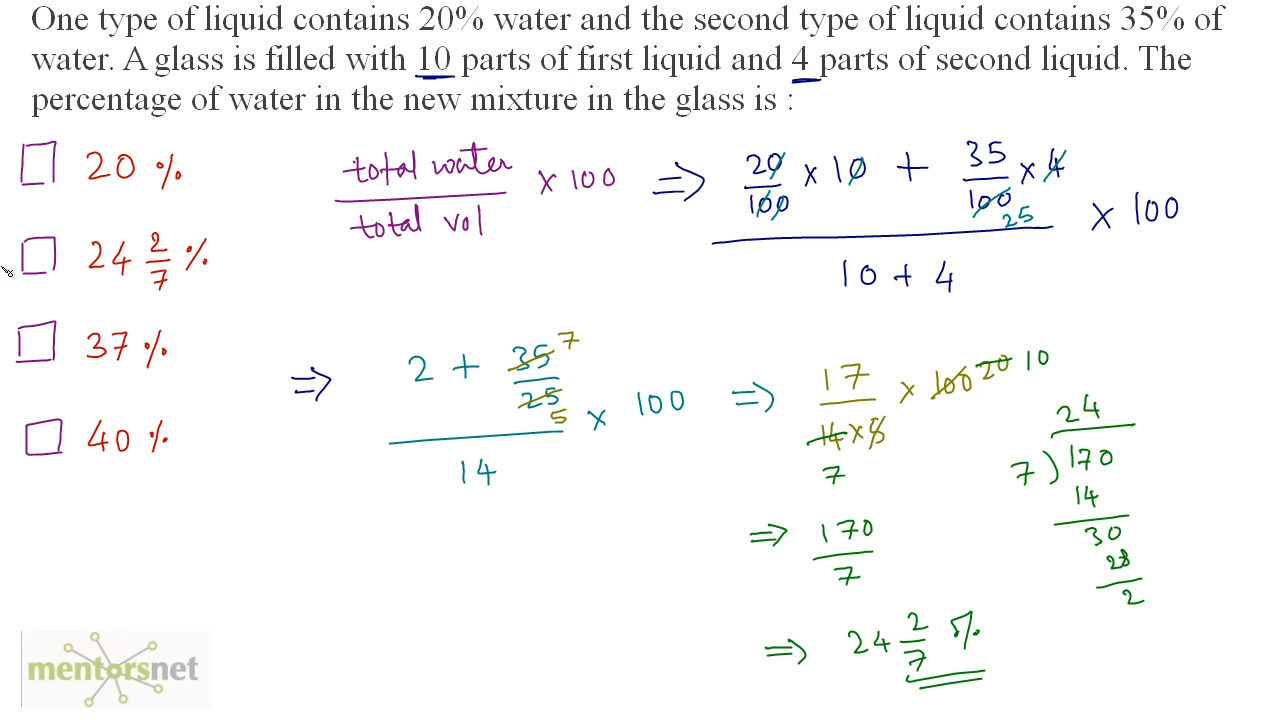 One type of liquid contains 20% water and the second type of liquid contains 35% of
water. A glass is filled with 10 parts of first liquid and 4 parts of second liquid. The
percentage of water in the new mixture in the glass is :
20 %
24 2/7 %
37 %
40 %
total water / total vol × 100 ⇒ (20/100 × 10 + 35/100 × 4) / (10 + 4) × 100
25
⇒ (2 + 35/25) / 14 × 100 ⇒ 17 / (14 × 5) × 100 20 10
7
5
7
24
7 ) 170
14
30
28
2
⇒ 170/7
⇒ 24 2/7 %
mentorsnet